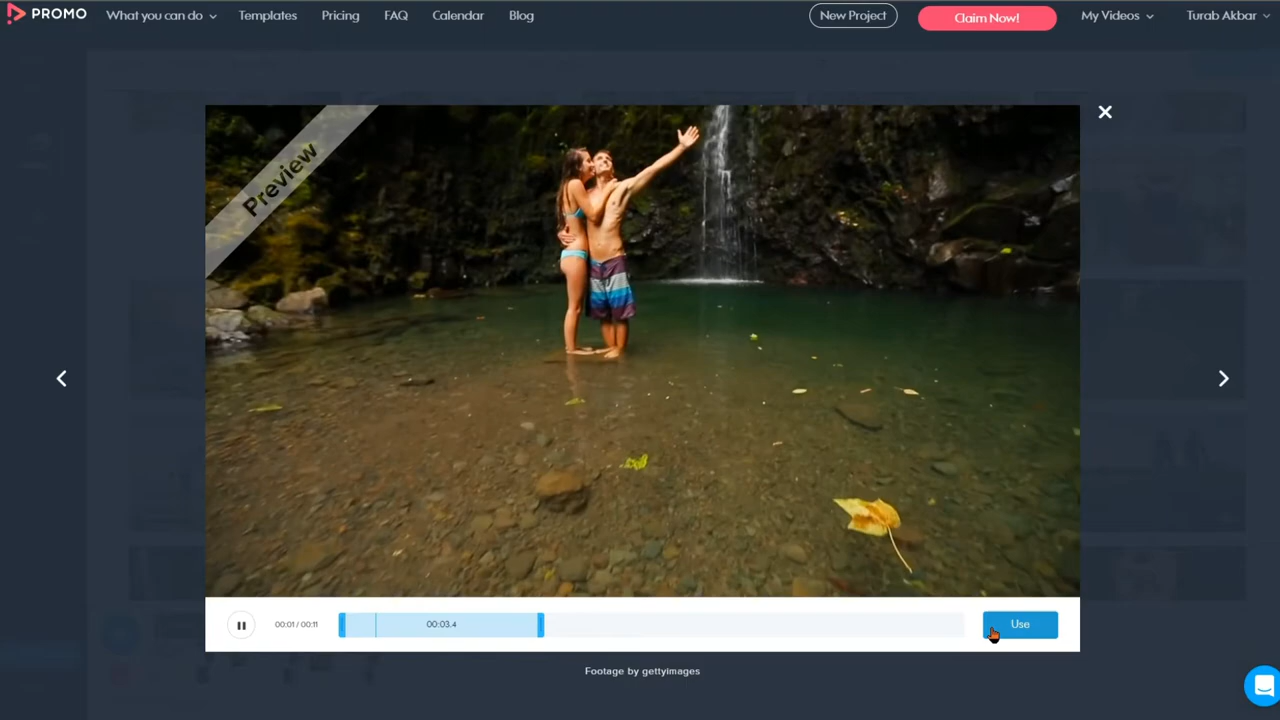 PROMO What you can do Templates Pricing FAQ Calendar Blog New Project Claim Now! My Videos Turab Akbar
Preview
00:01 / 00:11 00:03.4 Use
Footage by gettyimages